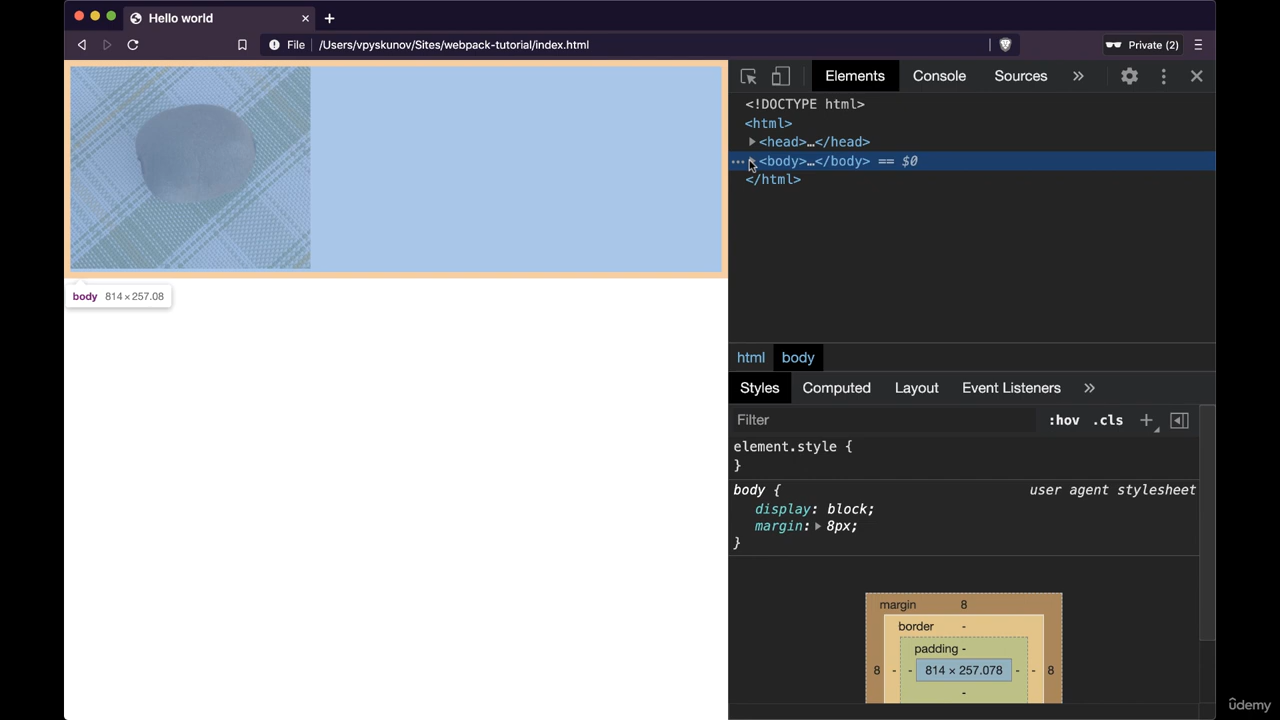 Hello world
File /Users/vpyskunov/Sites/webpack-tutorial/index.html Private (2)
Elements Console Sources »
<!DOCTYPE html>
<html>
<head>…</head>
<body>…</body> == $0
</html>
body 814×257.08
html body
Styles Computed Layout Event Listeners »
Filter :hov .cls
element.style {
}
body { user agent stylesheet
display: block;
margin: 8px;
}
margin 8
border -
padding -
8 - - 814 × 257.078 - - 8
-
ûdemy